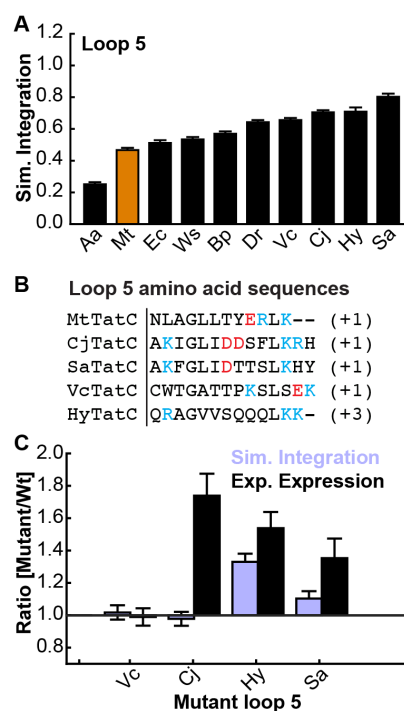 A
Loop 5
Sim. Integration
1.2
1.0
0.8
0.6
0.4
0.2
0.0
Aa Mt Ec Ws Bp Dr Vc Cj Hy Sa
B Loop 5 amino acid sequences
MtTatC NLAGLLTYERLK-- (+1)
CjTatC AKIGLIDDSFLKRH (+1)
SaTatC AKFGLIDTTSLKHY (+1)
VcTatC CWTGATTPKSLSEK (+1)
HyTatC QRAGVVSQQQLKK- (+3)
C
Sim. Integration
Exp. Expression
Ratio [Mutant/Wt]
2.0
1.8
1.6
1.4
1.2
1.0
0.8
Vc Cj Hy Sa
Mutant loop 5